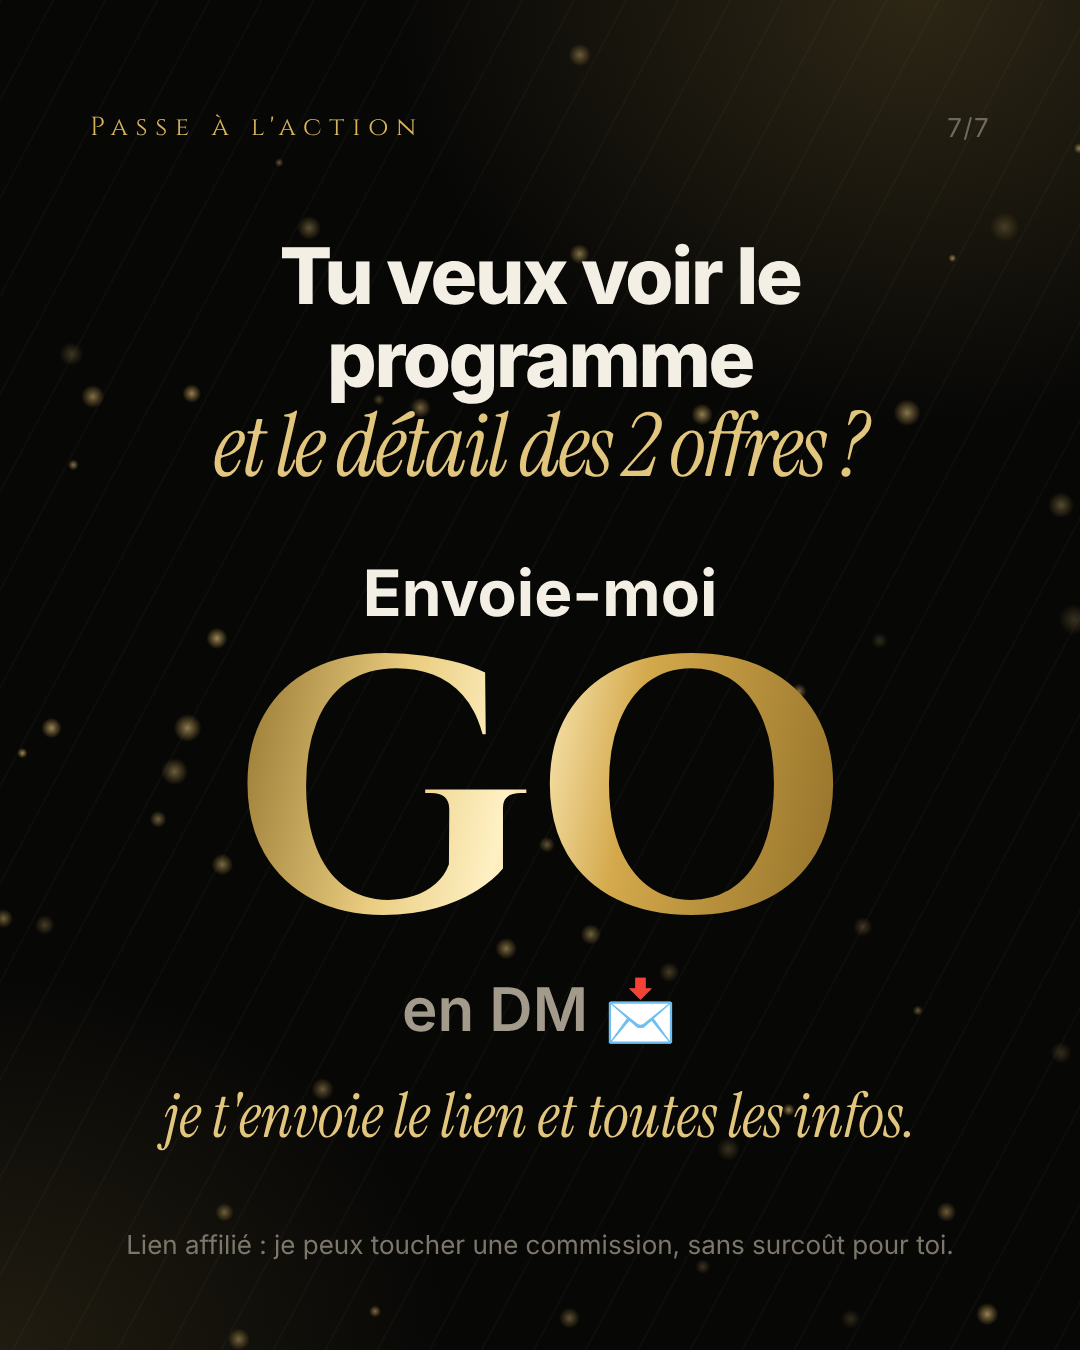 Passe à l'action
7/7
Tu veux voir le
programme
et le détail des 2 offres ?
Envoie-moi
GO
en DM 📩
je t'envoie le lien et toutes les infos.
Lien affilié : je peux toucher une commission, sans surcoût pour toi.